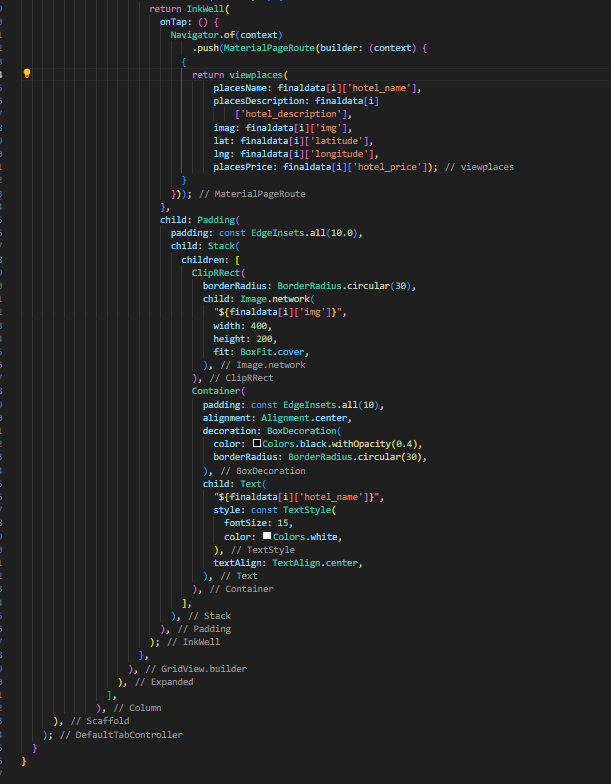 return InkWell(
onTap: () {
Navigator.of(context)
.push(MaterialPageRoute(builder: (context) {
{
return viewplaces(
placesName: finaldata[i]['hotel_name'],
placesDescription: finaldata[i]
['hotel_description'],
imag: finaldata[i]['img'],
lat: finaldata[i]['latitude'],
lng: finaldata[i]['longitude'],
placesPrice: finaldata[i]['hotel_price']); // viewplaces
}
})); // MaterialPageRoute
},
child: Padding(
padding: const EdgeInsets.all(10.0),
child: Stack(
children: [
ClipRRect(
borderRadius: BorderRadius.circular(30),
child: Image.network(
"${finaldata[i]['img']}",
width: 400,
height: 200,
fit: BoxFit.cover,
), // Image.network
), // ClipRRect
Container(
padding: const EdgeInsets.all(10),
alignment: Alignment.center,
decoration: BoxDecoration(
color: Colors.black.withOpacity(0.4),
borderRadius: BorderRadius.circular(30),
), // BoxDecoration
child: Text(
"${finaldata[i]['hotel_name']}",
style: const TextStyle(
fontSize: 15,
color: Colors.white,
), // TextStyle
textAlign: TextAlign.center,
), // Text
), // Container
],
), // Stack
), // Padding
); // InkWell
},
), // GridView.builder
), // Expanded
],
), // Column
), // Scaffold
); // DefaultTabController
}
}